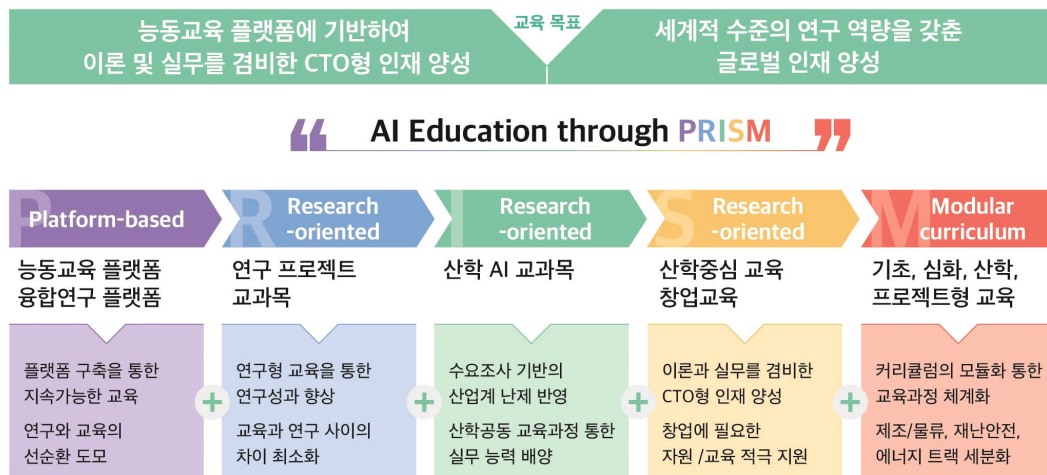 능동교육 플랫폼에 기반하여
이론 및 실무를 겸비한 CTO형 인재 양성
교육 목표
세계적 수준의 연구 역량을 갖춘
글로벌 인재 양성
“ AI Education through PRISM ”
P
Platform-based
R
Research
-oriented
I
Research
-oriented
S
Research
-oriented
M
Modular
curriculum
능동교육 플랫폼
융합연구 플랫폼
연구 프로젝트
교과목
산학 AI 교과목
산학중심 교육
창업교육
기초, 심화, 산학,
프로젝트형 교육
플랫폼 구축을 통한
지속가능한 교육
연구와 교육의
선순환 도모
+
연구형 교육을 통한
연구성과 향상
교육과 연구 사이의
차이 최소화
+
수요조사 기반의
산업계 난제 반영
산학공동 교육과정 통한
실무 능력 배양
+
이론과 실무를 겸비한
CTO형 인재 양성
창업에 필요한
자원 /교육 적극 지원
+
커리큘럼의 모듈화 통한
교육과정 체계화
제조/물류, 재난안전,
에너지 트랙 세분화